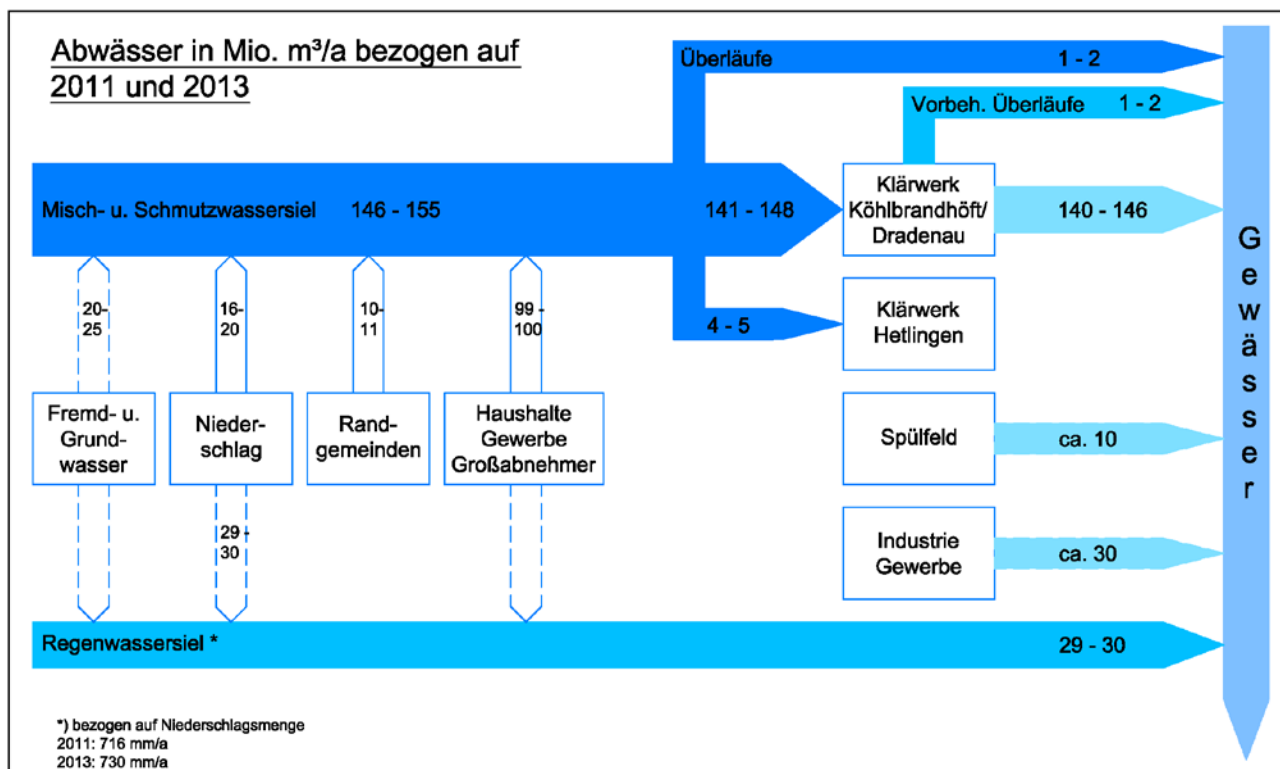 Abwässer in Mio. m³/a bezogen auf
2011 und 2013
Überläufe 1 - 2
Vorbeh. Überläufe 1 - 2
Misch- u. Schmutzwassersiel 146 - 155 141 - 148
Klärwerk
Köhlbrandhöft/
Dradenau
140 - 146
4 - 5
Klärwerk
Hetlingen
20-
25
16-
20
10-
11
99 -
100
Fremd- u.
Grund-
wasser
Nieder-
schlag
Rand-
gemeinden
Haushalte
Gewerbe
Großabnehmer
Spülfeld
ca. 10
29 -
30
Industrie
Gewerbe
ca. 30
Regenwassersiel * 29 - 30
Gewässer
*) bezogen auf Niederschlagsmenge
2011: 716 mm/a
2013: 730 mm/a